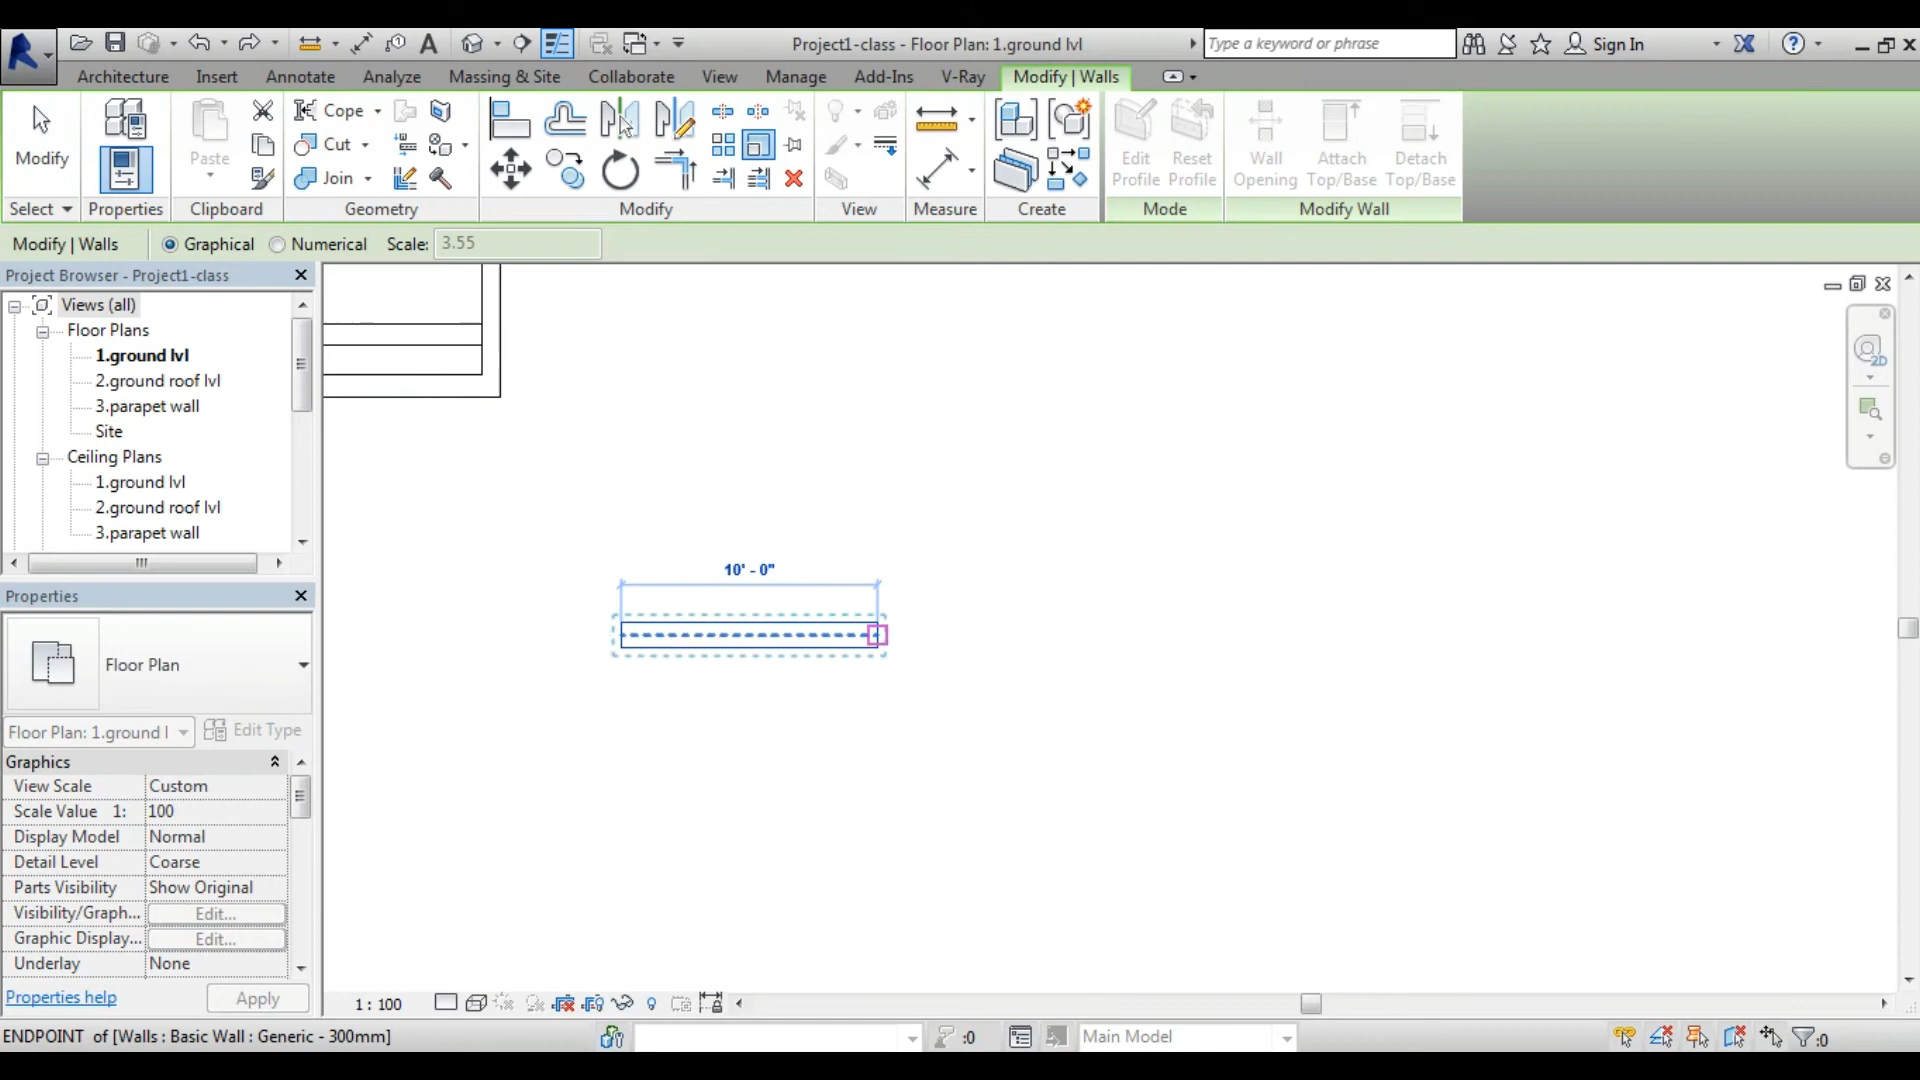 Project1-class - Floor Plan: 1.ground lvl
Type a keyword or phrase
Sign In
Architecture Insert Annotate Analyze Massing & Site Collaborate View Manage Add-Ins V-Ray Modify | Walls
Modify
Paste
Cope
Cut
Join
Edit Profile
Reset Profile
Wall Opening
Attach Top/Base
Detach Top/Base
Select Properties Clipboard Geometry Modify View Measure Create Mode Modify Wall
Modify | Walls Graphical Numerical Scale: 3.55
Project Browser - Project1-class
Views (all)
Floor Plans
1.ground lvl
2.ground roof lvl
3.parapet wall
Site
Ceiling Plans
1.ground lvl
2.ground roof lvl
3.parapet wall
10' - 0"
2D
Properties
Floor Plan
Floor Plan: 1.ground l Edit Type
Graphics
View Scale Custom
Scale Value 1: 100
Display Model Normal
Detail Level Coarse
Parts Visibility Show Original
Visibility/Graph... Edit...
Graphic Display... Edit...
Underlay None
Properties help Apply
1 : 100
ENDPOINT of [Walls : Basic Wall : Generic - 300mm]
:0
Main Model
:0